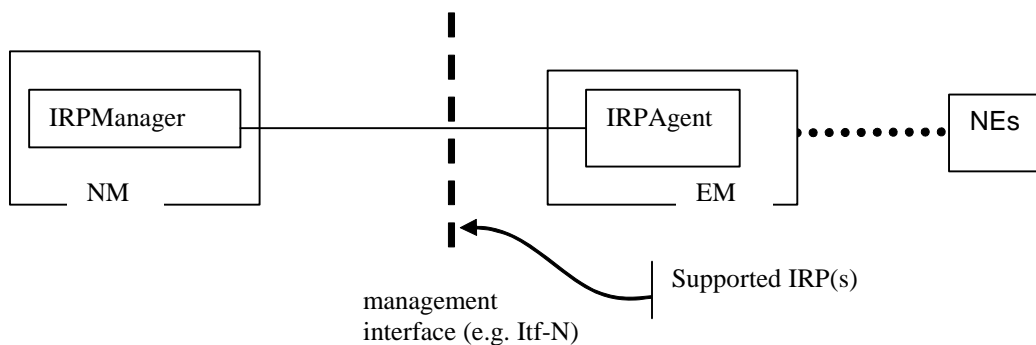 IRPManager
NM
IRPAgent
EM
NEs
Supported IRP(s)
management
interface (e.g. Itf-N)